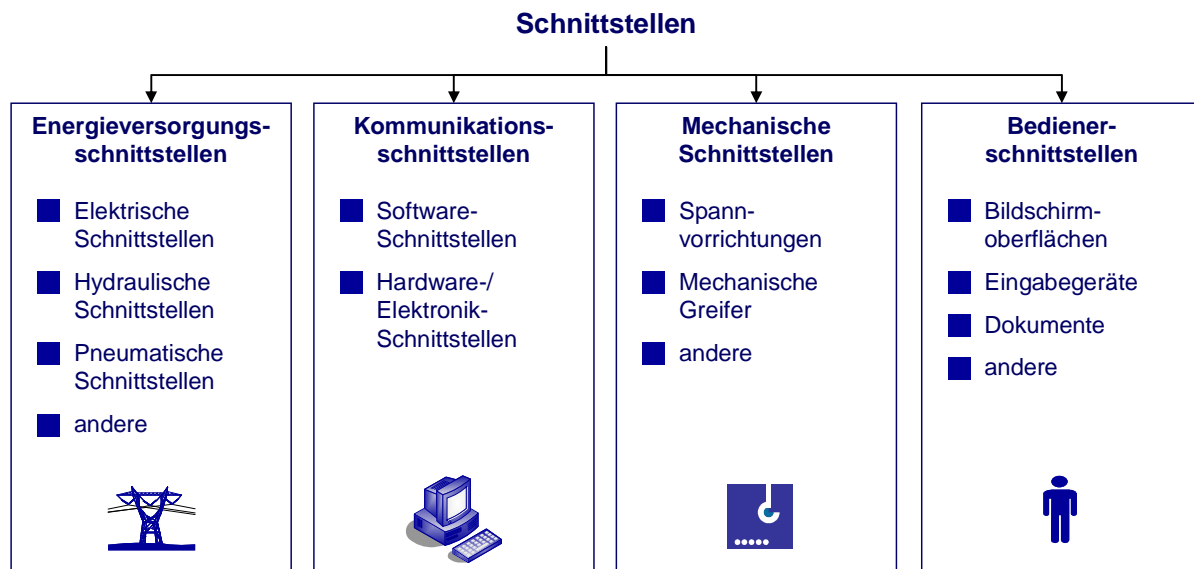 Schnittstellen
Energieversorgungs-
schnittstellen
Elektrische
Schnittstellen
Hydraulische
Schnittstellen
Pneumatische
Schnittstellen
andere
Kommunikations-
schnittstellen
Software-
Schnittstellen
Hardware-/
Elektronik-
Schnittstellen
Mechanische
Schnittstellen
Spann-
vorrichtungen
Mechanische
Greifer
andere
Bediener-
schnittstellen
Bildschirm-
oberflächen
Eingabegeräte
Dokumente
andere